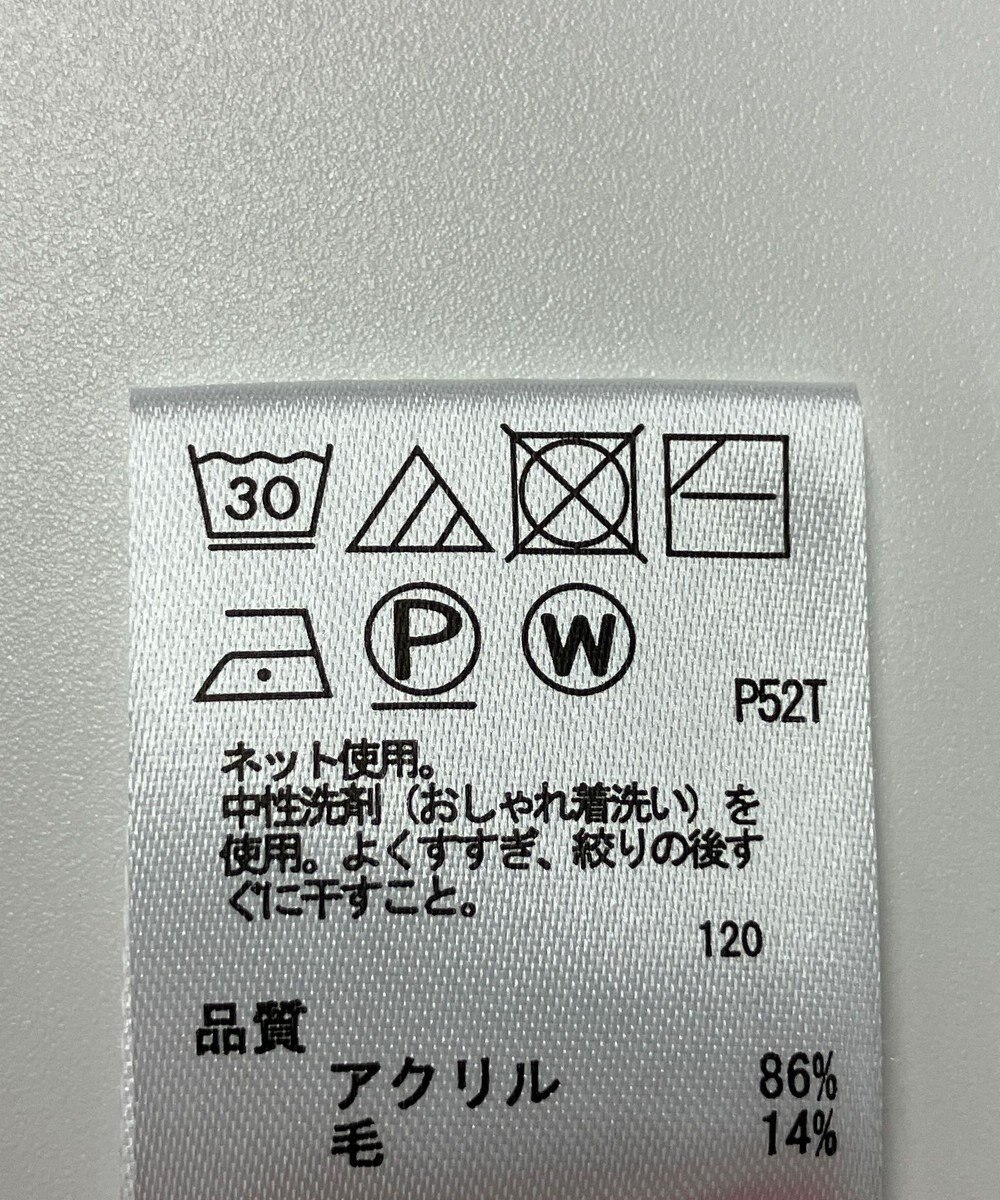 30
P W
P52T
ネット使用。
中性洗剤（おしゃれ着洗い）を
使用。よくすすぎ、絞りの後す
ぐに干すこと。
120
品質
アクリル 86%
毛 14%